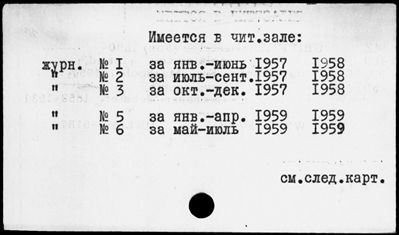 Имеется в чит.зале:
журн. № I за янв.-июнь I957 I958
" № 2 за июль-сент. I957 I958
" № 3 за окт.-дек. I957 I958
" № 5 за янв.-апр. I959 I959
" № 6 за май-июль I959 I959
см.след.карт.